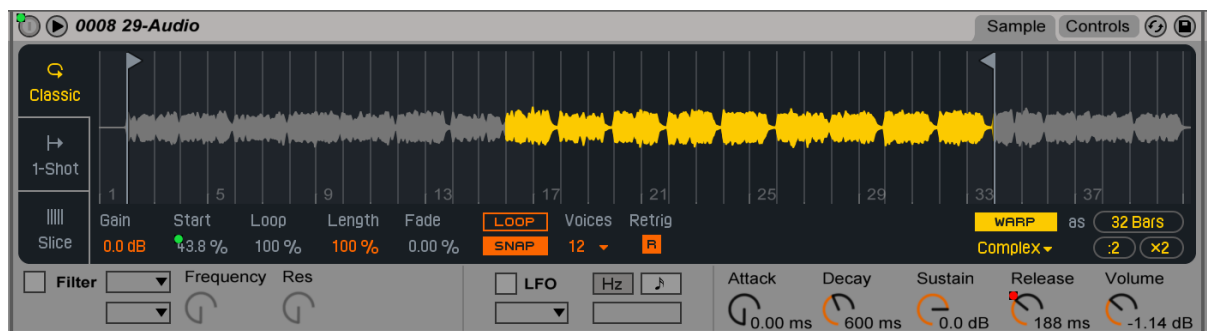 0008 29-Audio Sample Controls
Classic
1-Shot
Slice
1 5 9 13 17 21 25 29 33 37
Gain Start Loop Length Fade LOOP Voices Retrig WARP as 32 Bars
0.0 dB 43.8 % 100 % 100 % 0.00 % SNAP 12 R Complex :2 ×2
Filter Frequency Res LFO Hz Attack Decay Sustain Release Volume
0.00 ms 600 ms 0.0 dB 188 ms -1.14 dB